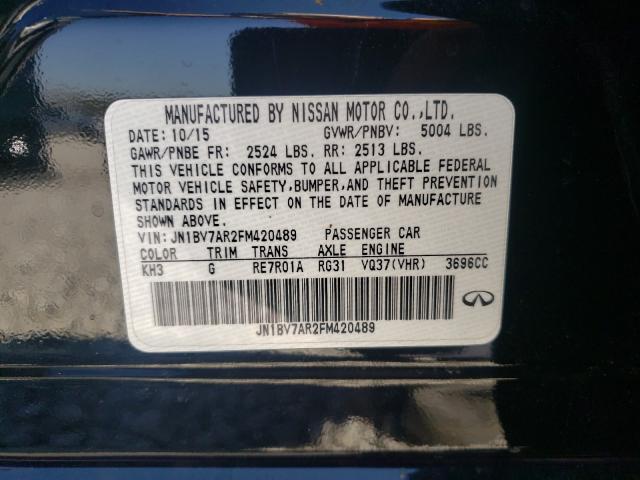 MANUFACTURED BY NISSAN MOTOR CO.,LTD.
DATE: 10/15 GVWR/PNBV: 5004 LBS.
GAWR/PNBE FR: 2524 LBS. RR: 2513 LBS.
THIS VEHICLE CONFORMS TO ALL APPLICABLE FEDERAL
MOTOR VEHICLE SAFETY,BUMPER,AND THEFT PREVENTION
STANDARDS IN EFFECT ON THE DATE OF MANUFACTURE
SHOWN ABOVE.
VIN: JN1BV7AR2FM420489 PASSENGER CAR
COLOR TRIM TRANS AXLE ENGINE
KH3 G RE7R01A RG31 VQ37(VHR) 3696CC
JN1BV7AR2FM420489